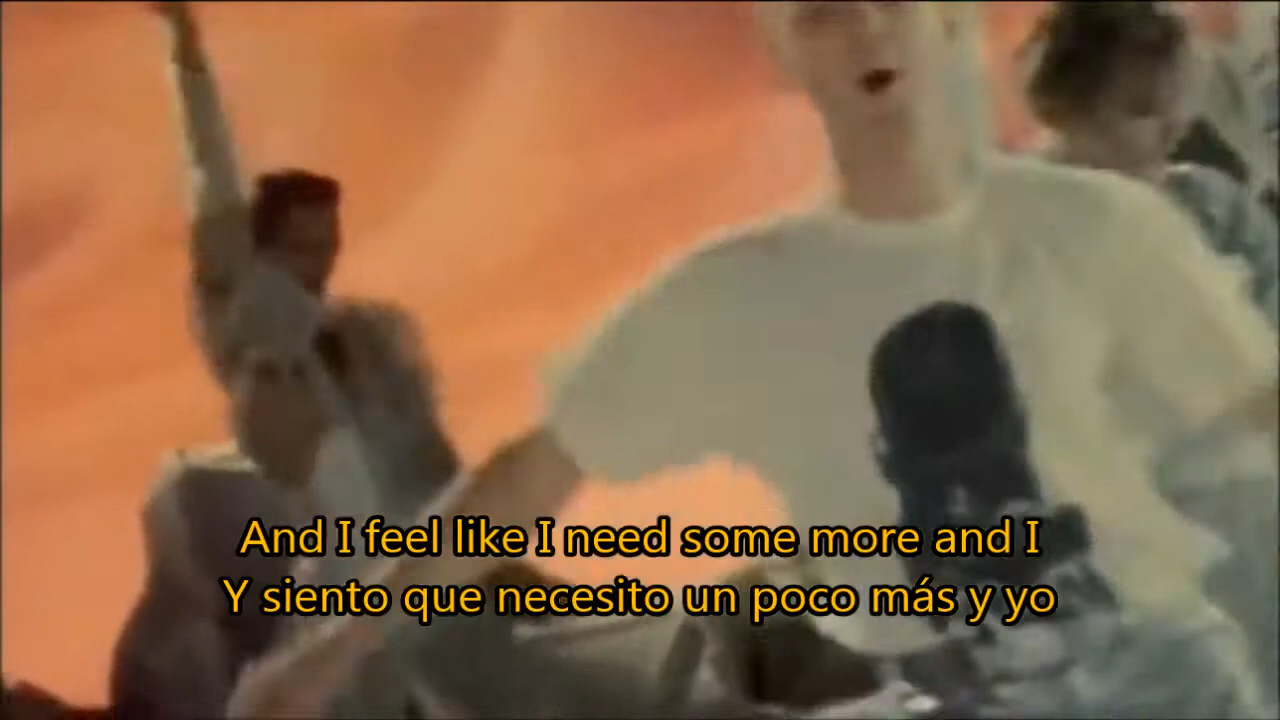 And I feel like I need some more and I
Y siento que necesito un poco más y yo